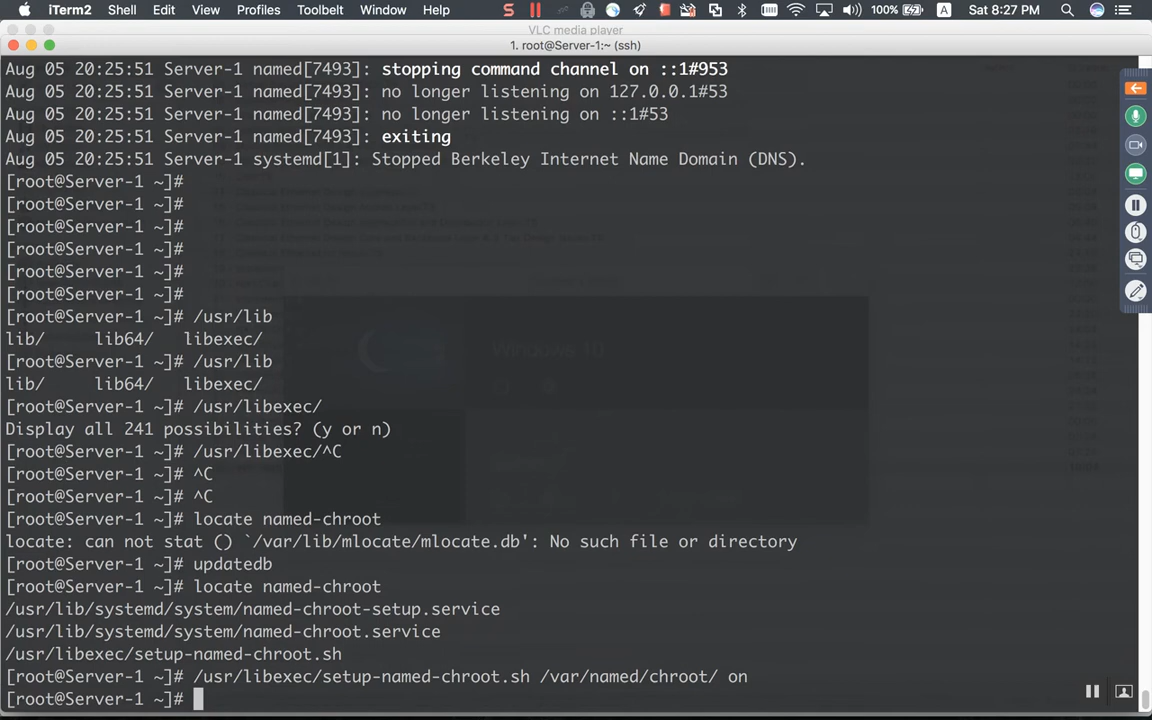 iTerm2 Shell Edit View Profiles Toolbelt Window Help 100% A Sat 8:27 PM
VLC media player
1. root@Server-1:~ (ssh)
Aug 05 20:25:51 Server-1 named[7493]: stopping command channel on ::1#953
Aug 05 20:25:51 Server-1 named[7493]: no longer listening on 127.0.0.1#53
Aug 05 20:25:51 Server-1 named[7493]: no longer listening on ::1#53
Aug 05 20:25:51 Server-1 named[7493]: exiting
Aug 05 20:25:51 Server-1 systemd[1]: Stopped Berkeley Internet Name Domain (DNS).
[root@Server-1 ~]#
[root@Server-1 ~]#
[root@Server-1 ~]#
[root@Server-1 ~]#
[root@Server-1 ~]#
[root@Server-1 ~]#
[root@Server-1 ~]# /usr/lib
lib/ lib64/ libexec/
[root@Server-1 ~]# /usr/lib
lib/ lib64/ libexec/
[root@Server-1 ~]# /usr/libexec/
Display all 241 possibilities? (y or n)
[root@Server-1 ~]# /usr/libexec/^C
[root@Server-1 ~]# ^C
[root@Server-1 ~]# ^C
[root@Server-1 ~]# locate named-chroot
locate: can not stat () `/var/lib/mlocate/mlocate.db': No such file or directory
[root@Server-1 ~]# updatedb
[root@Server-1 ~]# locate named-chroot
/usr/lib/systemd/system/named-chroot-setup.service
/usr/lib/systemd/system/named-chroot.service
/usr/libexec/setup-named-chroot.sh
[root@Server-1 ~]# /usr/libexec/setup-named-chroot.sh /var/named/chroot/ on
[root@Server-1 ~]#
Windows 10